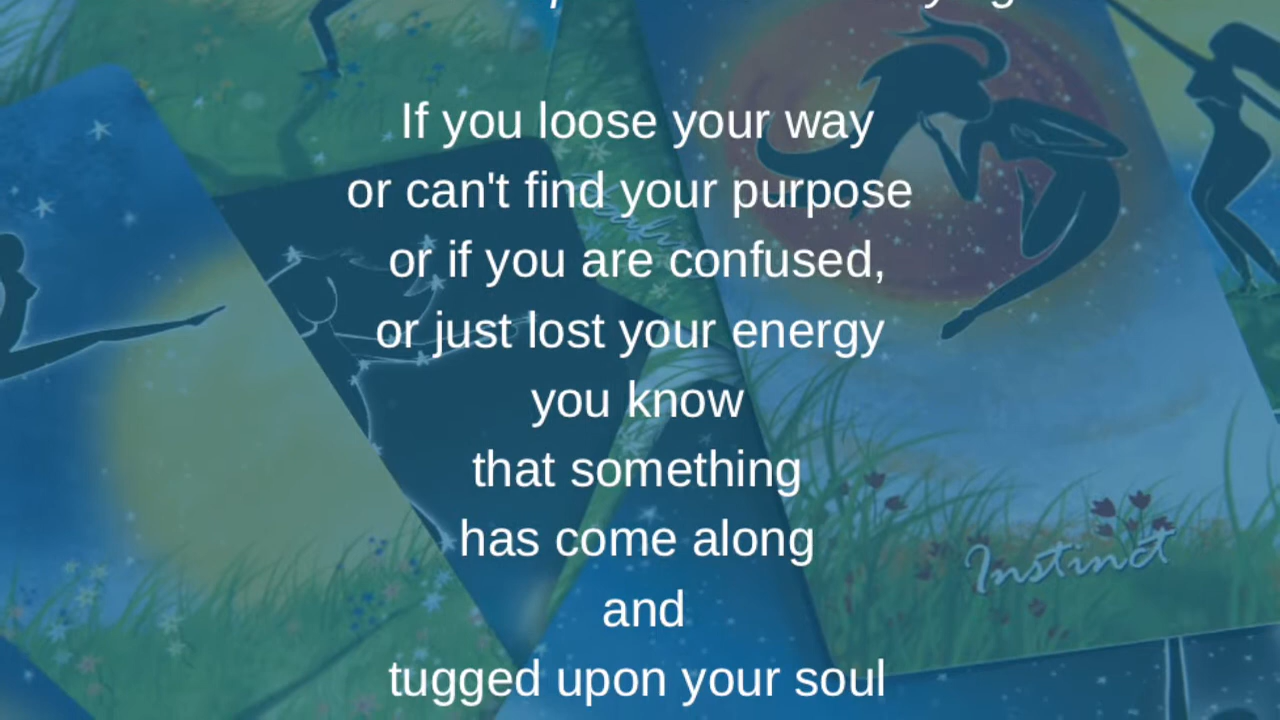 If you loose your way
or can't find your purpose
or if you are confused,
or just lost your energy
you know
that something
has come along
Instinct
and
tugged upon your soul